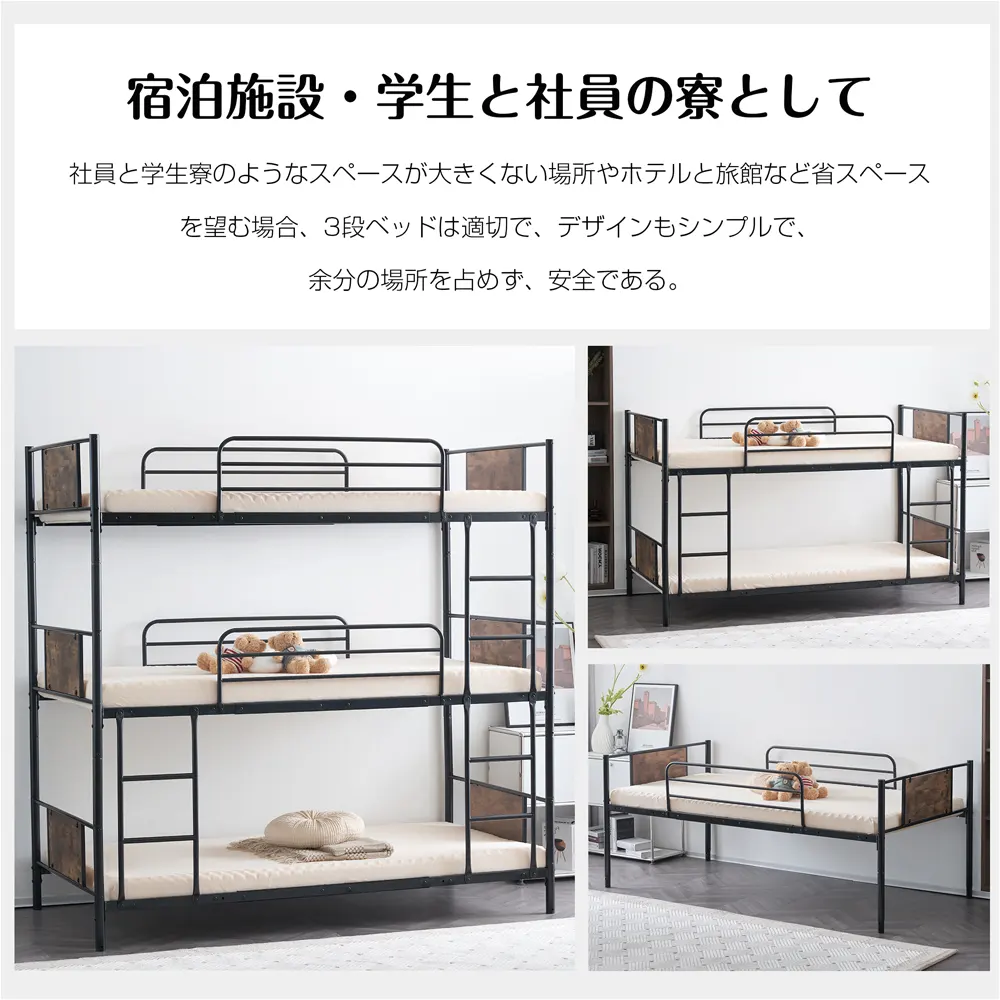 宿泊施設・学生と社員の寮として
社員と学生寮のようなスペースが大きくない場所やホテルと旅館など省スペース
を望む場合、3段ベッドは適切で、デザインもシンプルで、
余分の場所を占めず、安全である。